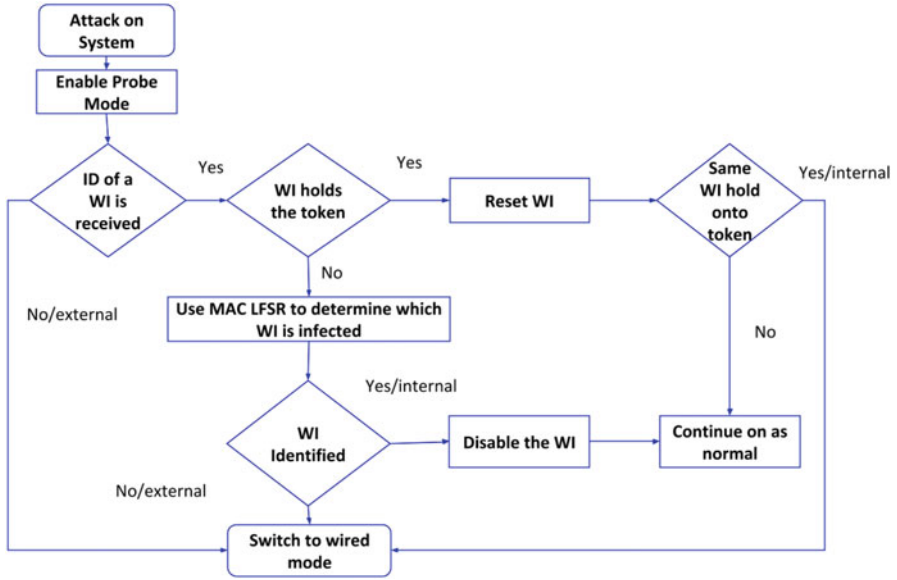 Attack on
System
Enable Probe
Mode
ID of a
WI is
received
Yes
WI holds
the token
Yes
Reset WI
Same
WI hold
onto
token
Yes/internal
No
No/external
Use MAC LFSR to determine which
WI is infected
No
Yes/internal
WI
Identified
Disable the WI
Continue on as
normal
No/external
Switch to wired
mode